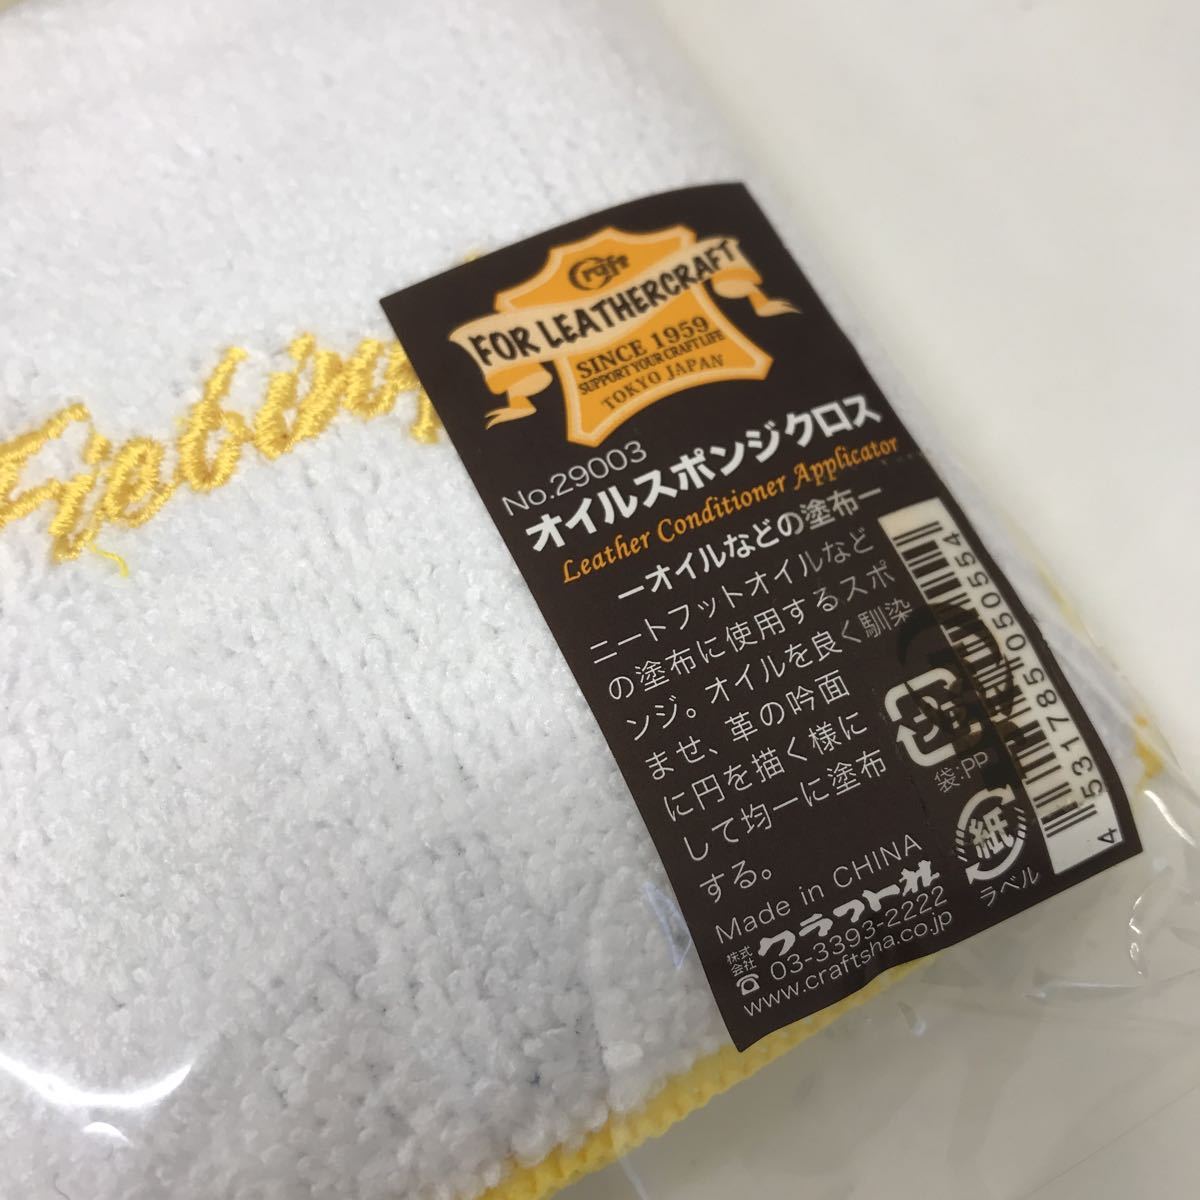 Fiebing
Craft
FOR LEATHERCRAFT
SINCE 1959
SUPPORT YOUR CRAFT LIFE
TOKYO JAPAN
No.29003
オイルスポンジクロス
Leather Conditioner Applicator
ーオイルなどの塗布ー
ニートフットオイルなど
の塗布に使用するスポ
ンジ。オイルを良く馴染
ませ、革の吟面
に円を描く様に
して均一に塗布
する。
Made in CHINA
株式会社 クラフト社
☎ 03-3393-2222
www.craftsha.co.jp
袋:PP
紙
ラベル
4 531785 050554